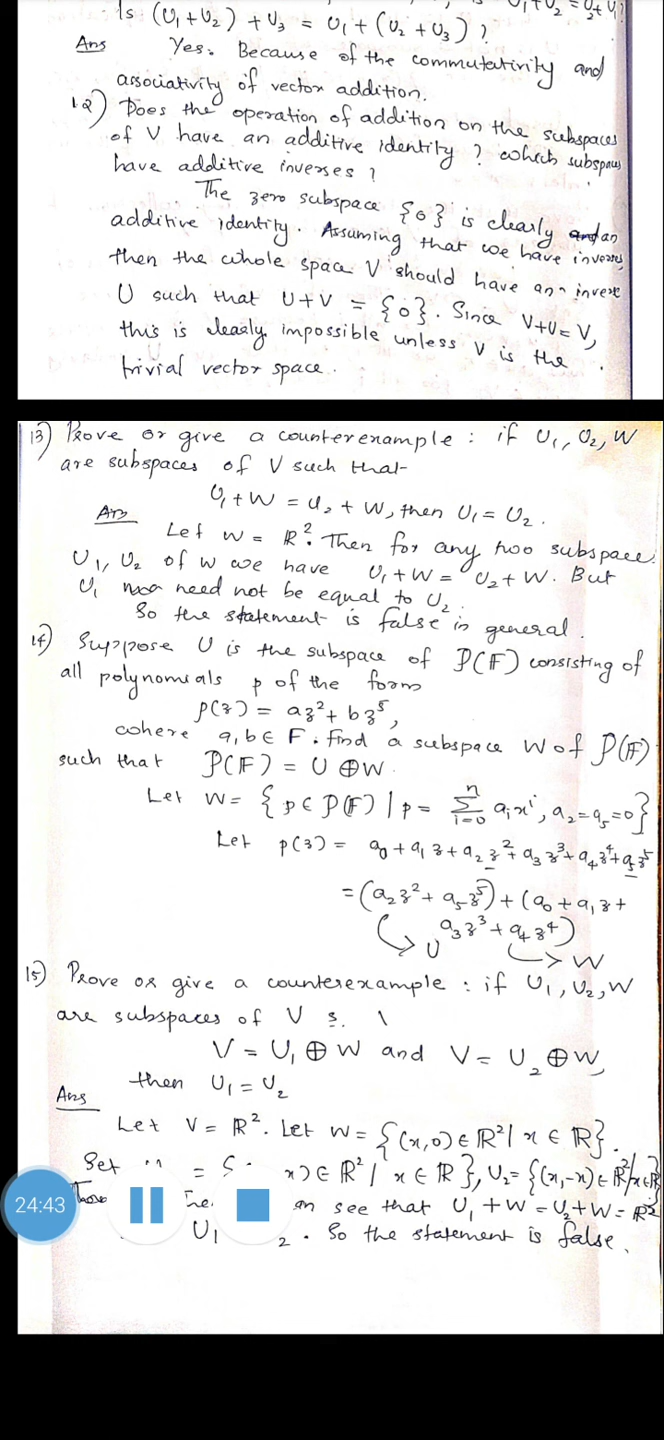 U₁+U₂ = U₂+U₁?
Is (U₁+U₂) + U₃ = U₁ + (U₂ + U₃) ?
Ans Yes. Because of the commutativity and
associativity of vector addition.
12) Does the operation of addition on the subspaces
of V have an additive identity ? which subspaces
have additive inverses ?
The zero subspace {0} is clearly an
additive identity. Assuming that we have inverses,
then the whole space V should have an inverse
U such that U+V = {0}. Since V+U=V,
this is clearly impossible unless V is the
trivial vector space.
13) Prove or give a counterexample : if U₁, U₂, W
are subspaces of V such that
U₁+W = U₂+W, then U₁= U₂.
Ans Let W = ℝ². Then for any two subspace
U₁, U₂ of W we have U₁+W = U₂+W. But
U₁ need not be equal to U₂.
So the statement is false in general.
14) Suppose U is the subspace of P(F) consisting of
all polynomials p of the form
p(z) = az²+ bz⁵,
where a,b ∈ F. Find a subspace W of P(F)
such that P(F) = U ⊕ W.
Let W= {p ∈ P(F) | p = Σ_{i=0}^{n} aᵢxⁱ, a₂=a₅=0}
Let p(z) = a₀+a₁z+a₂z²+a₃z³+a₄z⁴+a₅z⁵
=(a₂z²+ a₅z⁵) + (a₀ + a₁z+
a₃z³ + a₄z⁴)
→ U → W
15) Prove or give a counterexample : if U₁, U₂, W
are subspaces of V
V = U₁ ⊕ W and V = U₂ ⊕ W,
then U₁ = U₂
Ans
Let V = ℝ². Let W = {(x,0) ∈ ℝ² | x ∈ ℝ}.
Set = x) ∈ ℝ² | x ∈ ℝ }, U₂= {(x,-x) ∈ ℝ²/x∈ℝ}
24:43 see that U₁+W = U₂+W = ℝ²
U₁ ₂. So the statement is false.